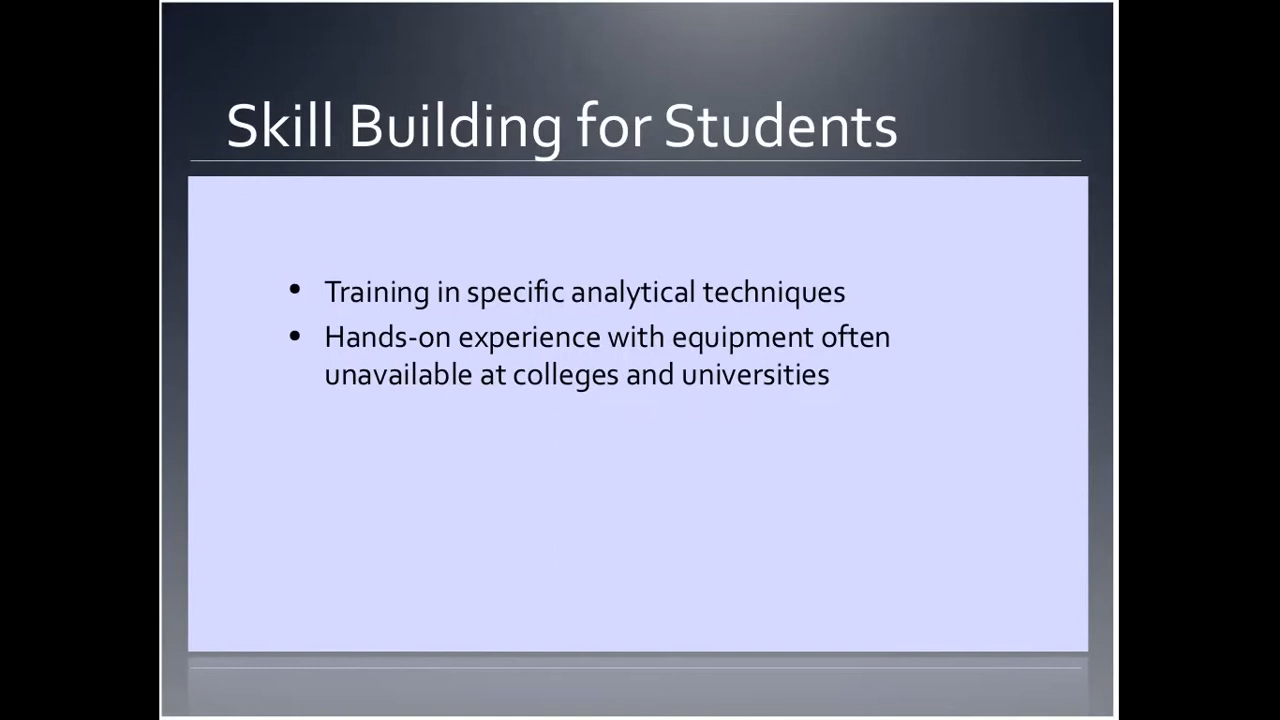 Skill Building for Students
• Training in specific analytical techniques
• Hands-on experience with equipment often
unavailable at colleges and universities